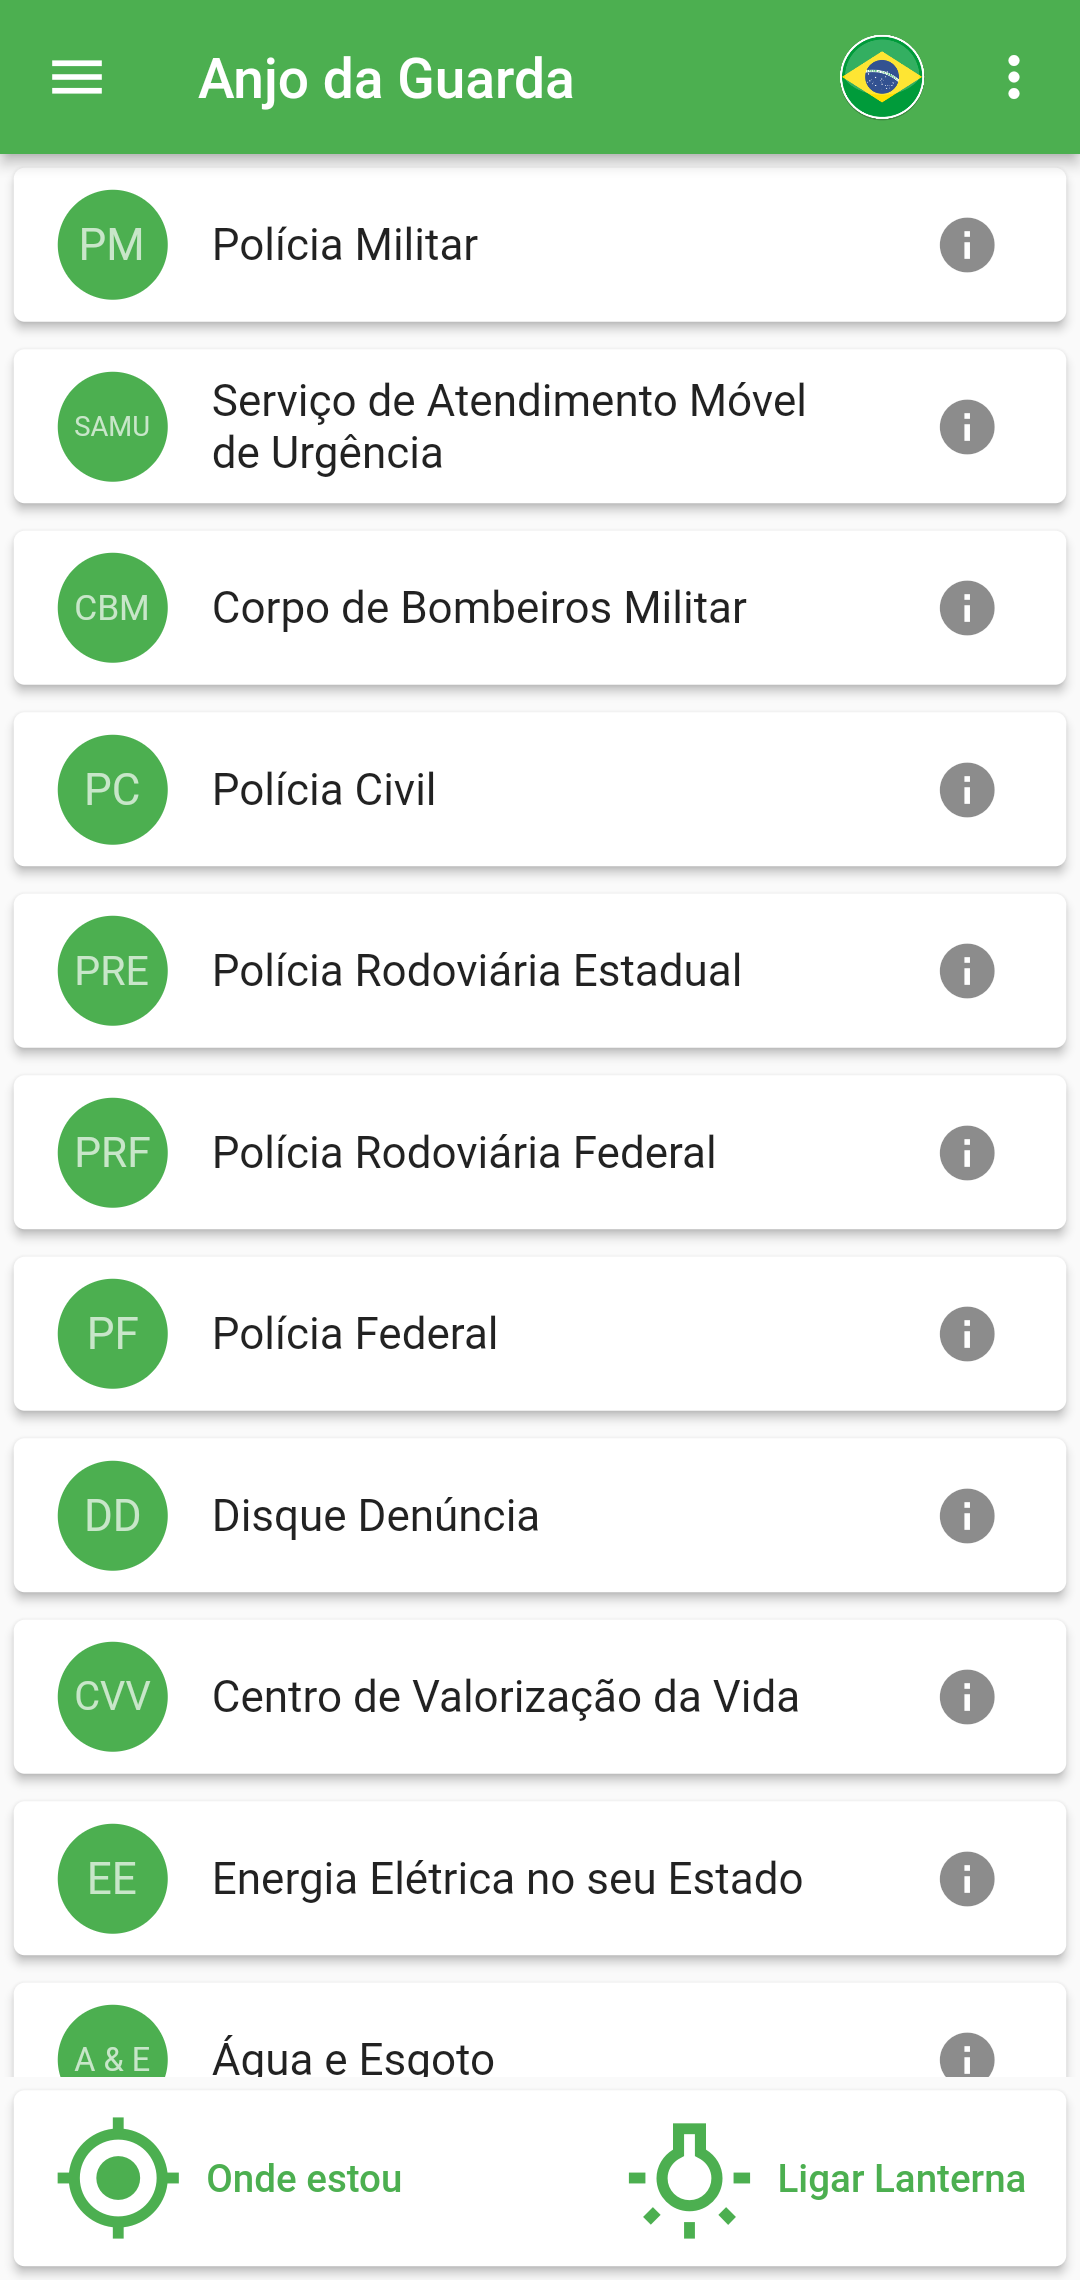 Anjo da Guarda
PM
Polícia Militar
SAMU
Serviço de Atendimento Móvel
de Urgência
CBM
Corpo de Bombeiros Militar
PC
Polícia Civil
PRE
Polícia Rodoviária Estadual
PRF
Polícia Rodoviária Federal
PF
Polícia Federal
DD
Disque Denúncia
CVV
Centro de Valorização da Vida
EE
Energia Elétrica no seu Estado
A & E
Água e Esgoto
Onde estou
Ligar Lanterna